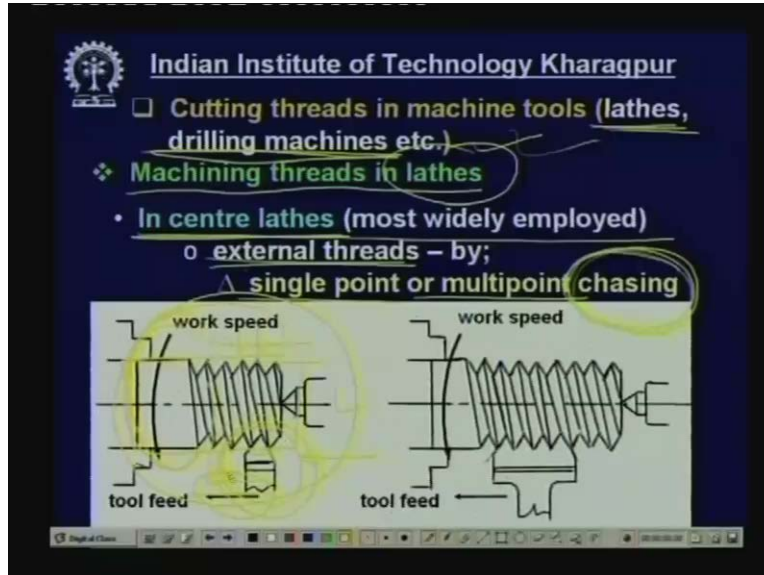 Indian Institute of Technology Kharagpur
Cutting threads in machine tools (lathes,
drilling machines etc.)
Machining threads in lathes
In centre lathes (most widely employed)
o external threads – by;
Δ single point or multipoint chasing
work speed
work speed
tool feed
tool feed